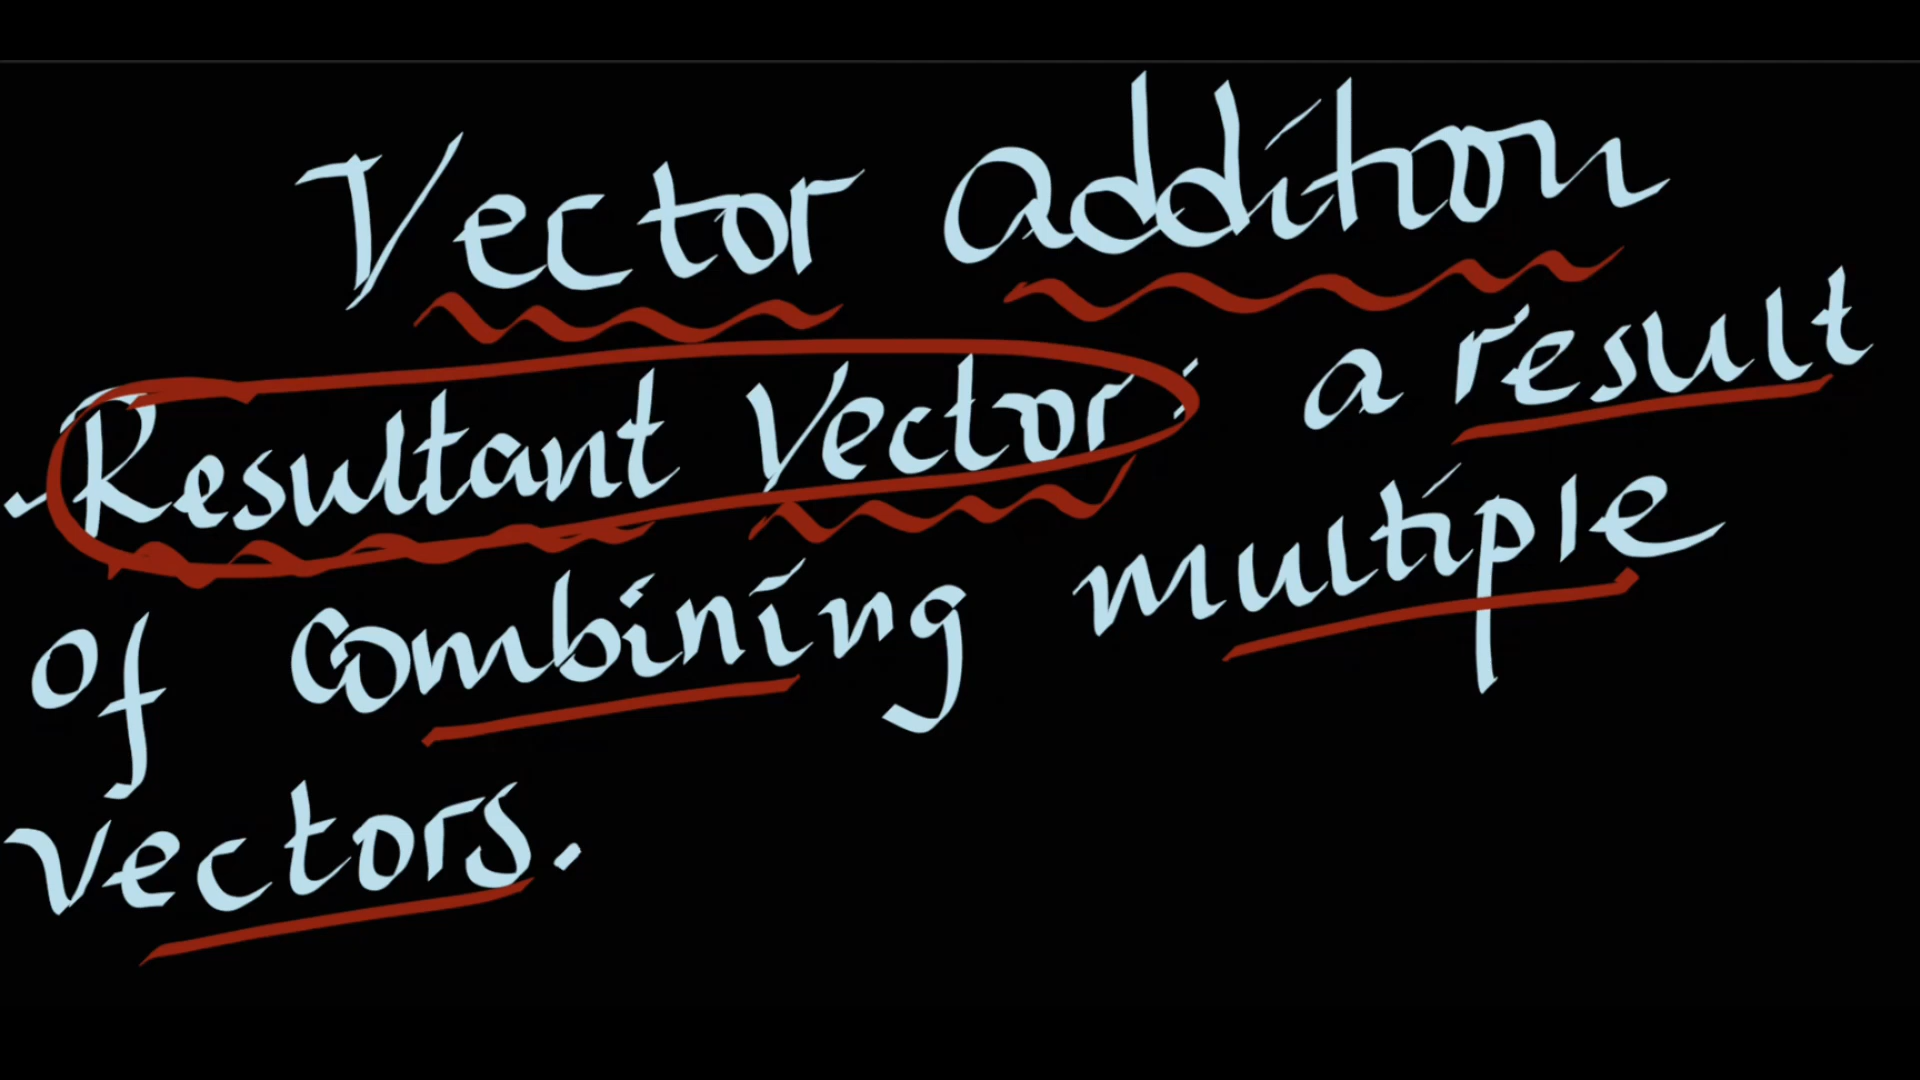 Vector addition
-Resultant Vector: a result
of combining multiple
vectors.